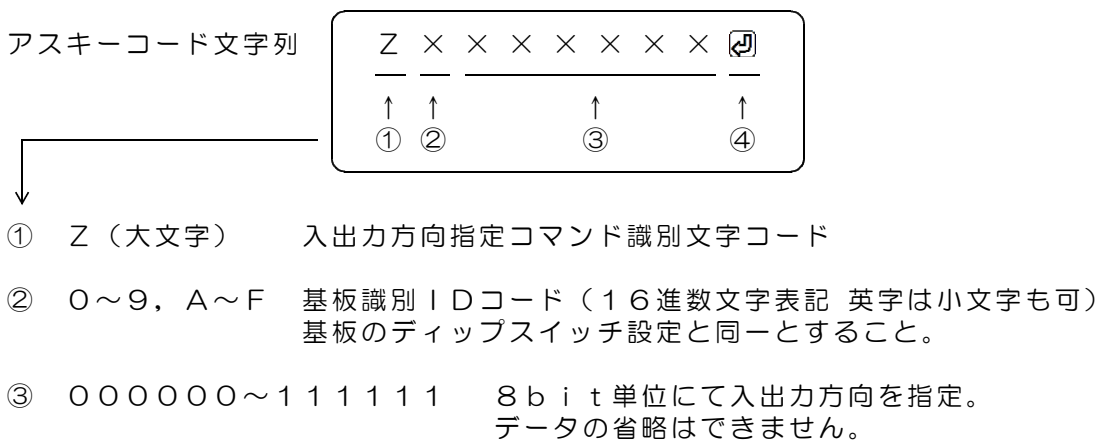 アスキーコード文字列 Z × × × × × × × ⏎
↑ ↑ ↑ ↑
① ② ③ ④
① Z（大文字） 入出力方向指定コマンド識別文字コード
② 0～9，A～F 基板識別IDコード（16進数文字表記 英字は小文字も可）
基板のディップスイッチ設定と同一とすること。
③ 000000～111111 8bit単位にて入出力方向を指定。
データの省略はできません。